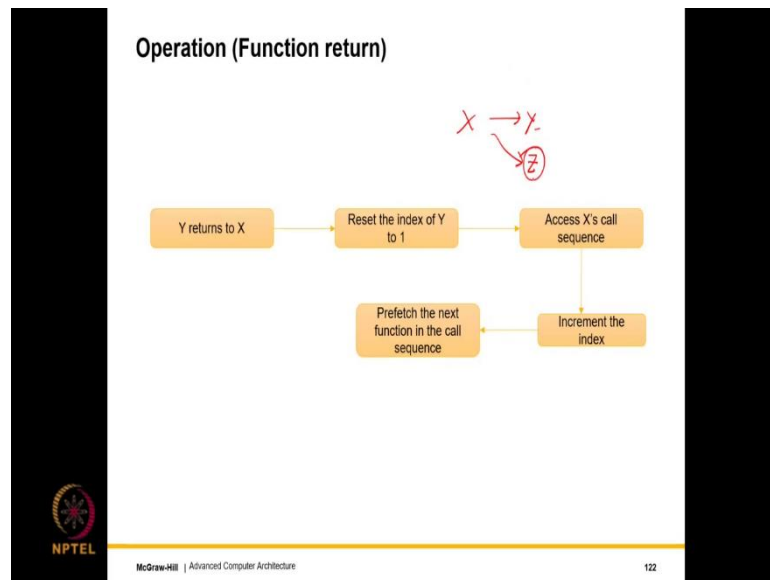 Operation (Function return)
X → Y
Z
Y returns to X
Reset the index of Y
to 1
Access X's call
sequence
Prefetch the next
function in the call
sequence
Increment the
index
NPTEL
McGraw-Hill | Advanced Computer Architecture
122